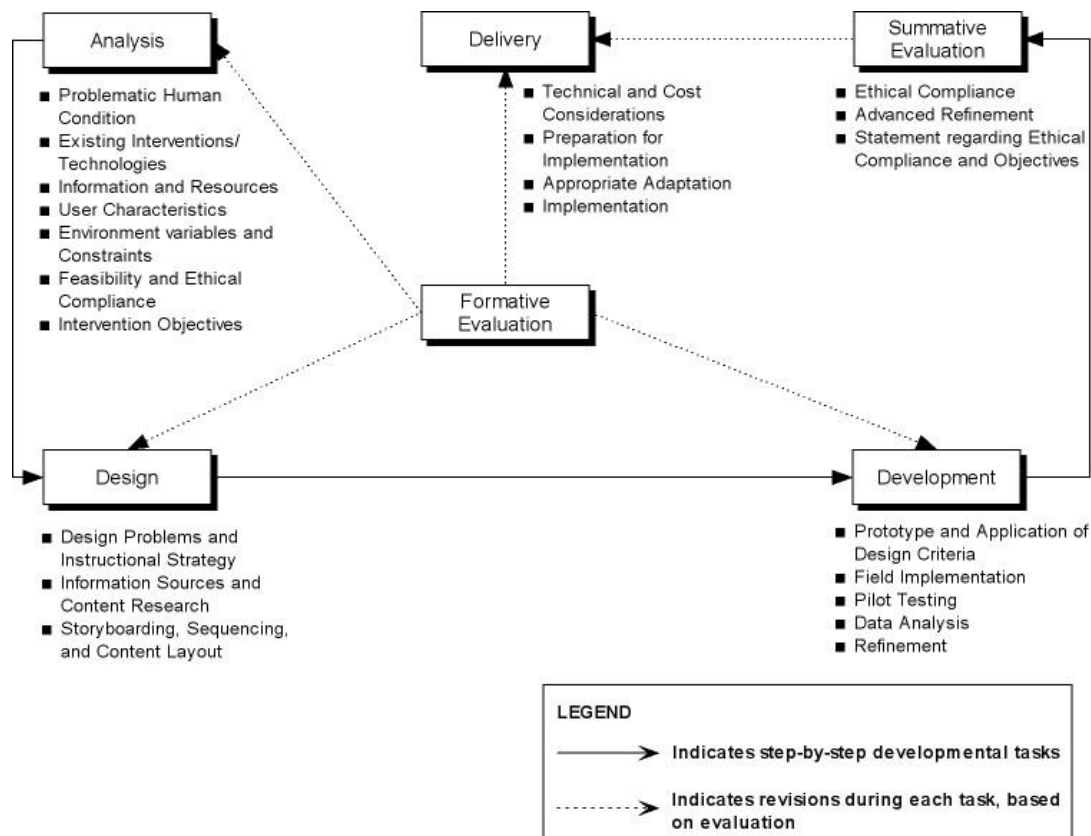 Analysis
■ Problematic Human
Condition
■ Existing Interventions/
Technologies
■ Information and Resources
■ User Characteristics
■ Environment variables and
Constraints
■ Feasibility and Ethical
Compliance
■ Intervention Objectives
Delivery
■ Technical and Cost
Considerations
■ Preparation for
Implementation
■ Appropriate Adaptation
■ Implementation
Summative
Evaluation
■ Ethical Compliance
■ Advanced Refinement
■ Statement regarding Ethical
Compliance and Objectives
Formative
Evaluation
Design
■ Design Problems and
Instructional Strategy
■ Information Sources and
Content Research
■ Storyboarding, Sequencing,
and Content Layout
Development
■ Prototype and Application of
Design Criteria
■ Field Implementation
■ Pilot Testing
■ Data Analysis
■ Refinement
LEGEND
Indicates step-by-step developmental tasks
Indicates revisions during each task, based
on evaluation